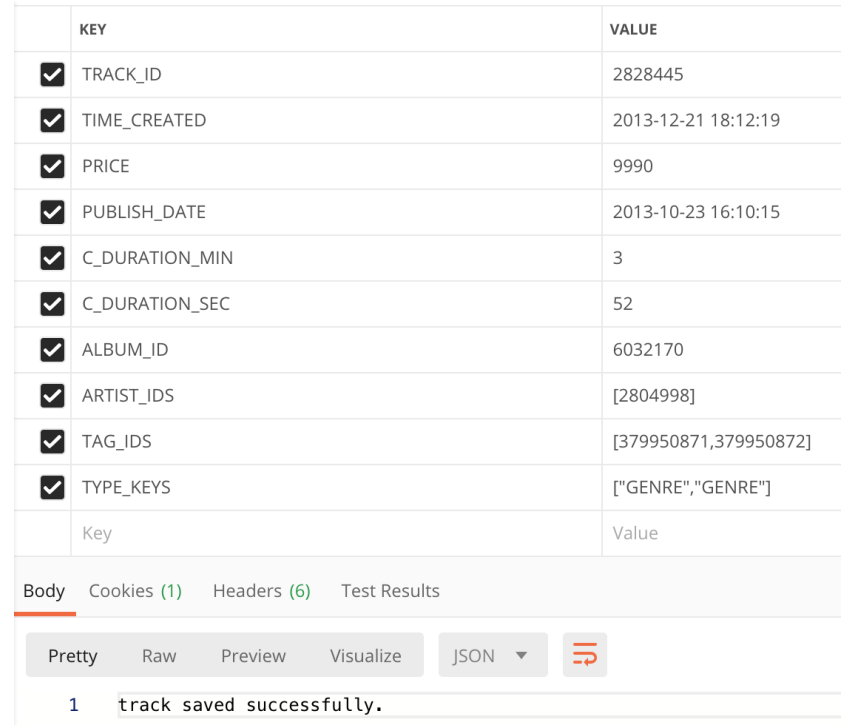 KEY VALUE
TRACK_ID 2828445
TIME_CREATED 2013-12-21 18:12:19
PRICE 9990
PUBLISH_DATE 2013-10-23 16:10:15
C_DURATION_MIN 3
C_DURATION_SEC 52
ALBUM_ID 6032170
ARTIST_IDS [2804998]
TAG_IDS [379950871,379950872]
TYPE_KEYS ["GENRE","GENRE"]
Key Value
Body Cookies (1) Headers (6) Test Results
Pretty Raw Preview Visualize JSON
1 track saved successfully.